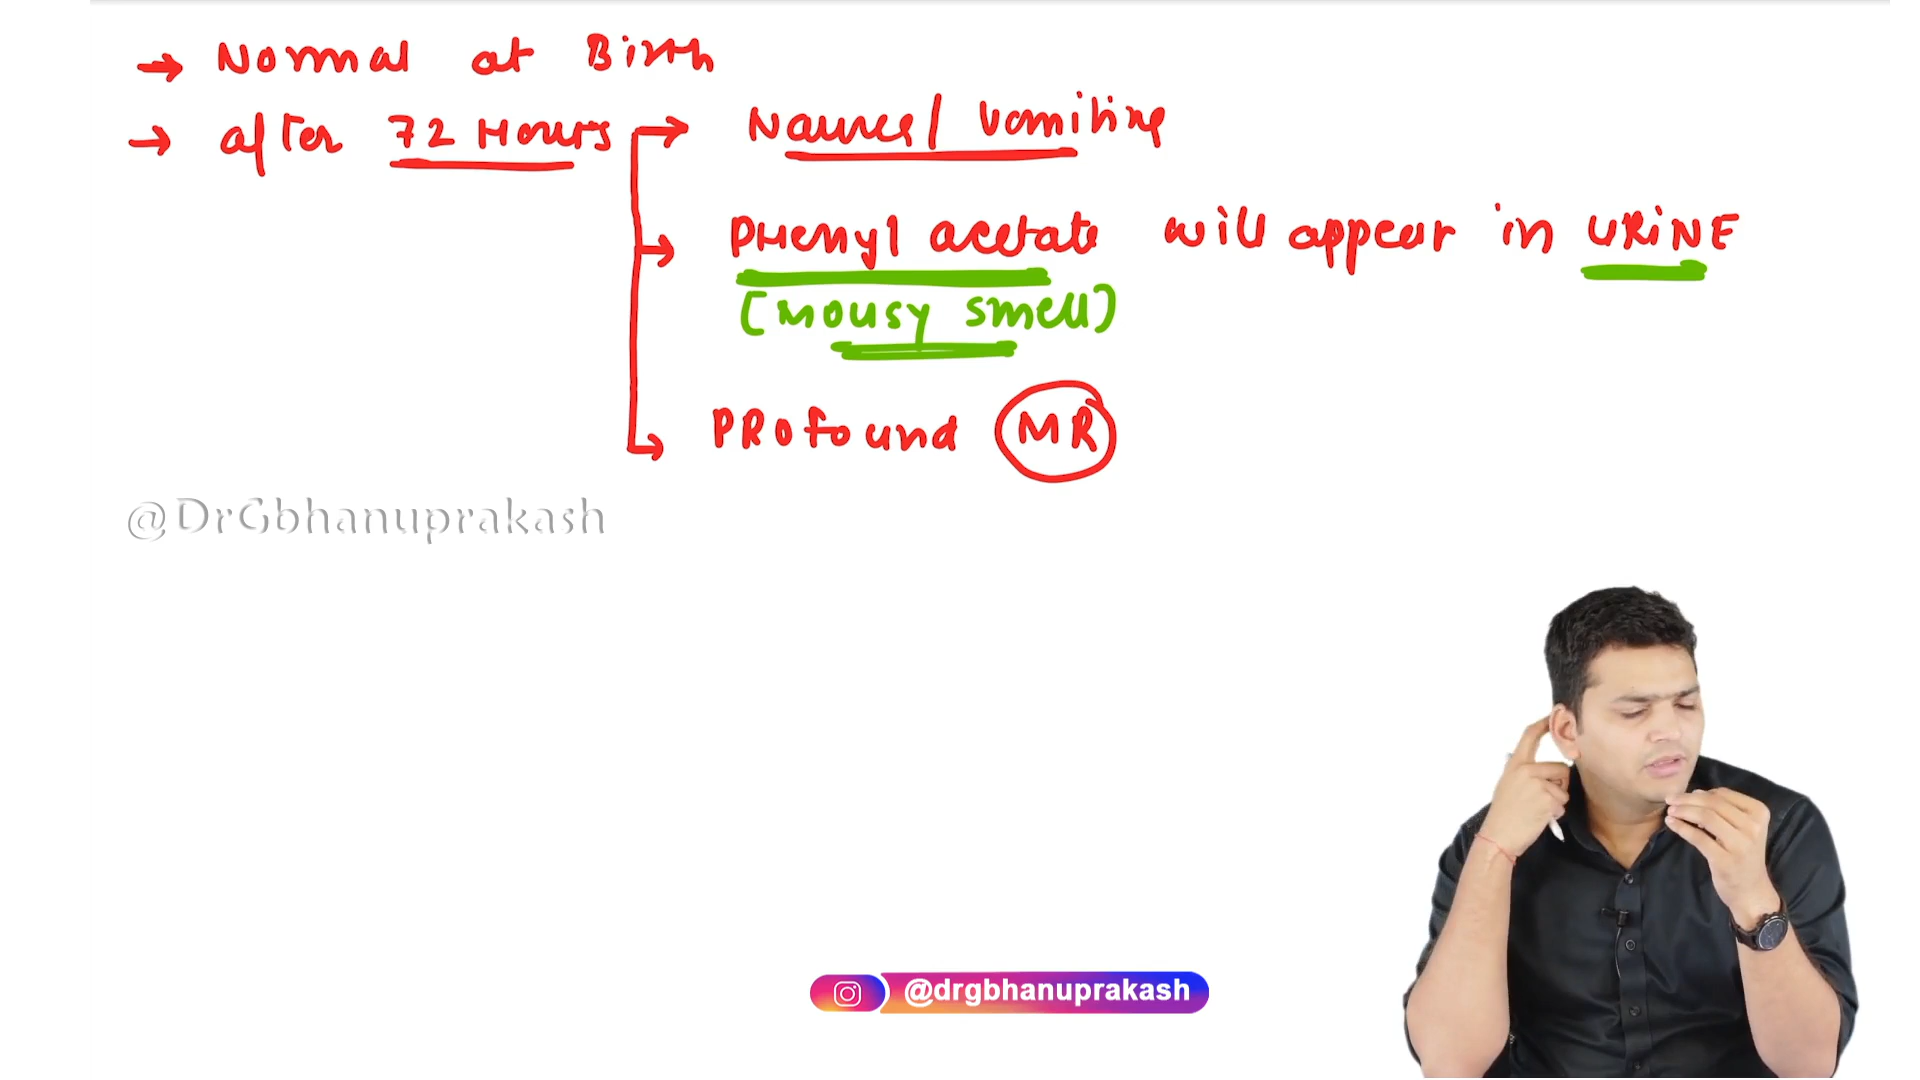 → Normal at Birth
→ after 72 Hours → Nausea/ vomiting
→ Phenyl acetate will appear in URiNE
[mousy smell]
→ PROfound MR
@DrGbhanuprakash
@drgbhanuprakash